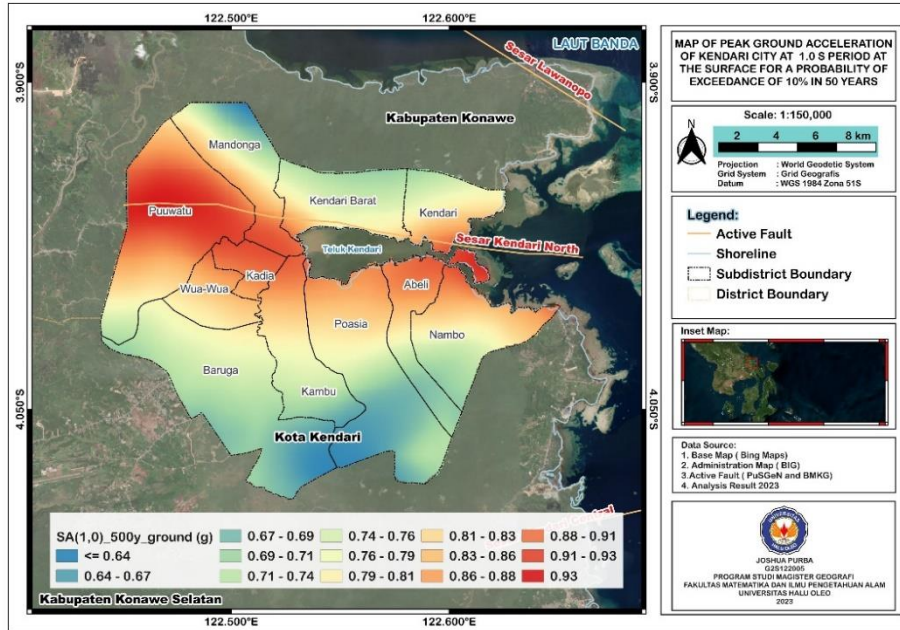 122.500°E
122.600°E
3.900°S
4.050°S
LAUT BANDA
Sesar Lawanopo
Kabupaten Konawe
Mandonga
Kendari Barat
Kendari
Puuwatu
Sesar Kendari North
Teluk Kendari
Kadia
Abeli
Wua-Wua
Poasia
Nambo
Baruga
Kambu
Kota Kendari
SA(1,0)_500y_ground (g)
<= 0.64
0.64 - 0.67
0.67 - 0.69
0.69 - 0.71
0.71 - 0.74
0.74 - 0.76
0.76 - 0.79
0.79 - 0.81
0.81 - 0.83
0.83 - 0.86
0.86 - 0.88
0.88 - 0.91
0.91 - 0.93
0.93
Kabupaten Konawe Selatan
3.900°S
4.050°S
122.500°E
122.600°E
MAP OF PEAK GROUND ACCELERATION
OF KENDARI CITY AT 1.0 S PERIOD AT
THE SURFACE FOR A PROBABILITY OF
EXCEEDANCE OF 10% IN 50 YEARS
Scale: 1:150,000
N
2 4 6 8 km
Projection : World Geodetic System
Grid System : Grid Geografis
Datum : WGS 1984 Zona 51S
Legend:
Active Fault
Shoreline
Subdistrict Boundary
District Boundary
Inset Map:
Data Source:
1. Base Map ( Bing Maps)
2. Administration Map ( BIG)
3.Active Fault ( PuSGeN and BMKG)
4. Analysis Result 2023
JOSHUA PURBA
G2S122005
PROGRAM STUDI MAGISTER GEOGRAFI
FAKULTAS MATEMATIKA DAN ILMU PENGETAHUAN ALAM
UNIVERSITAS HALU OLEO
2023